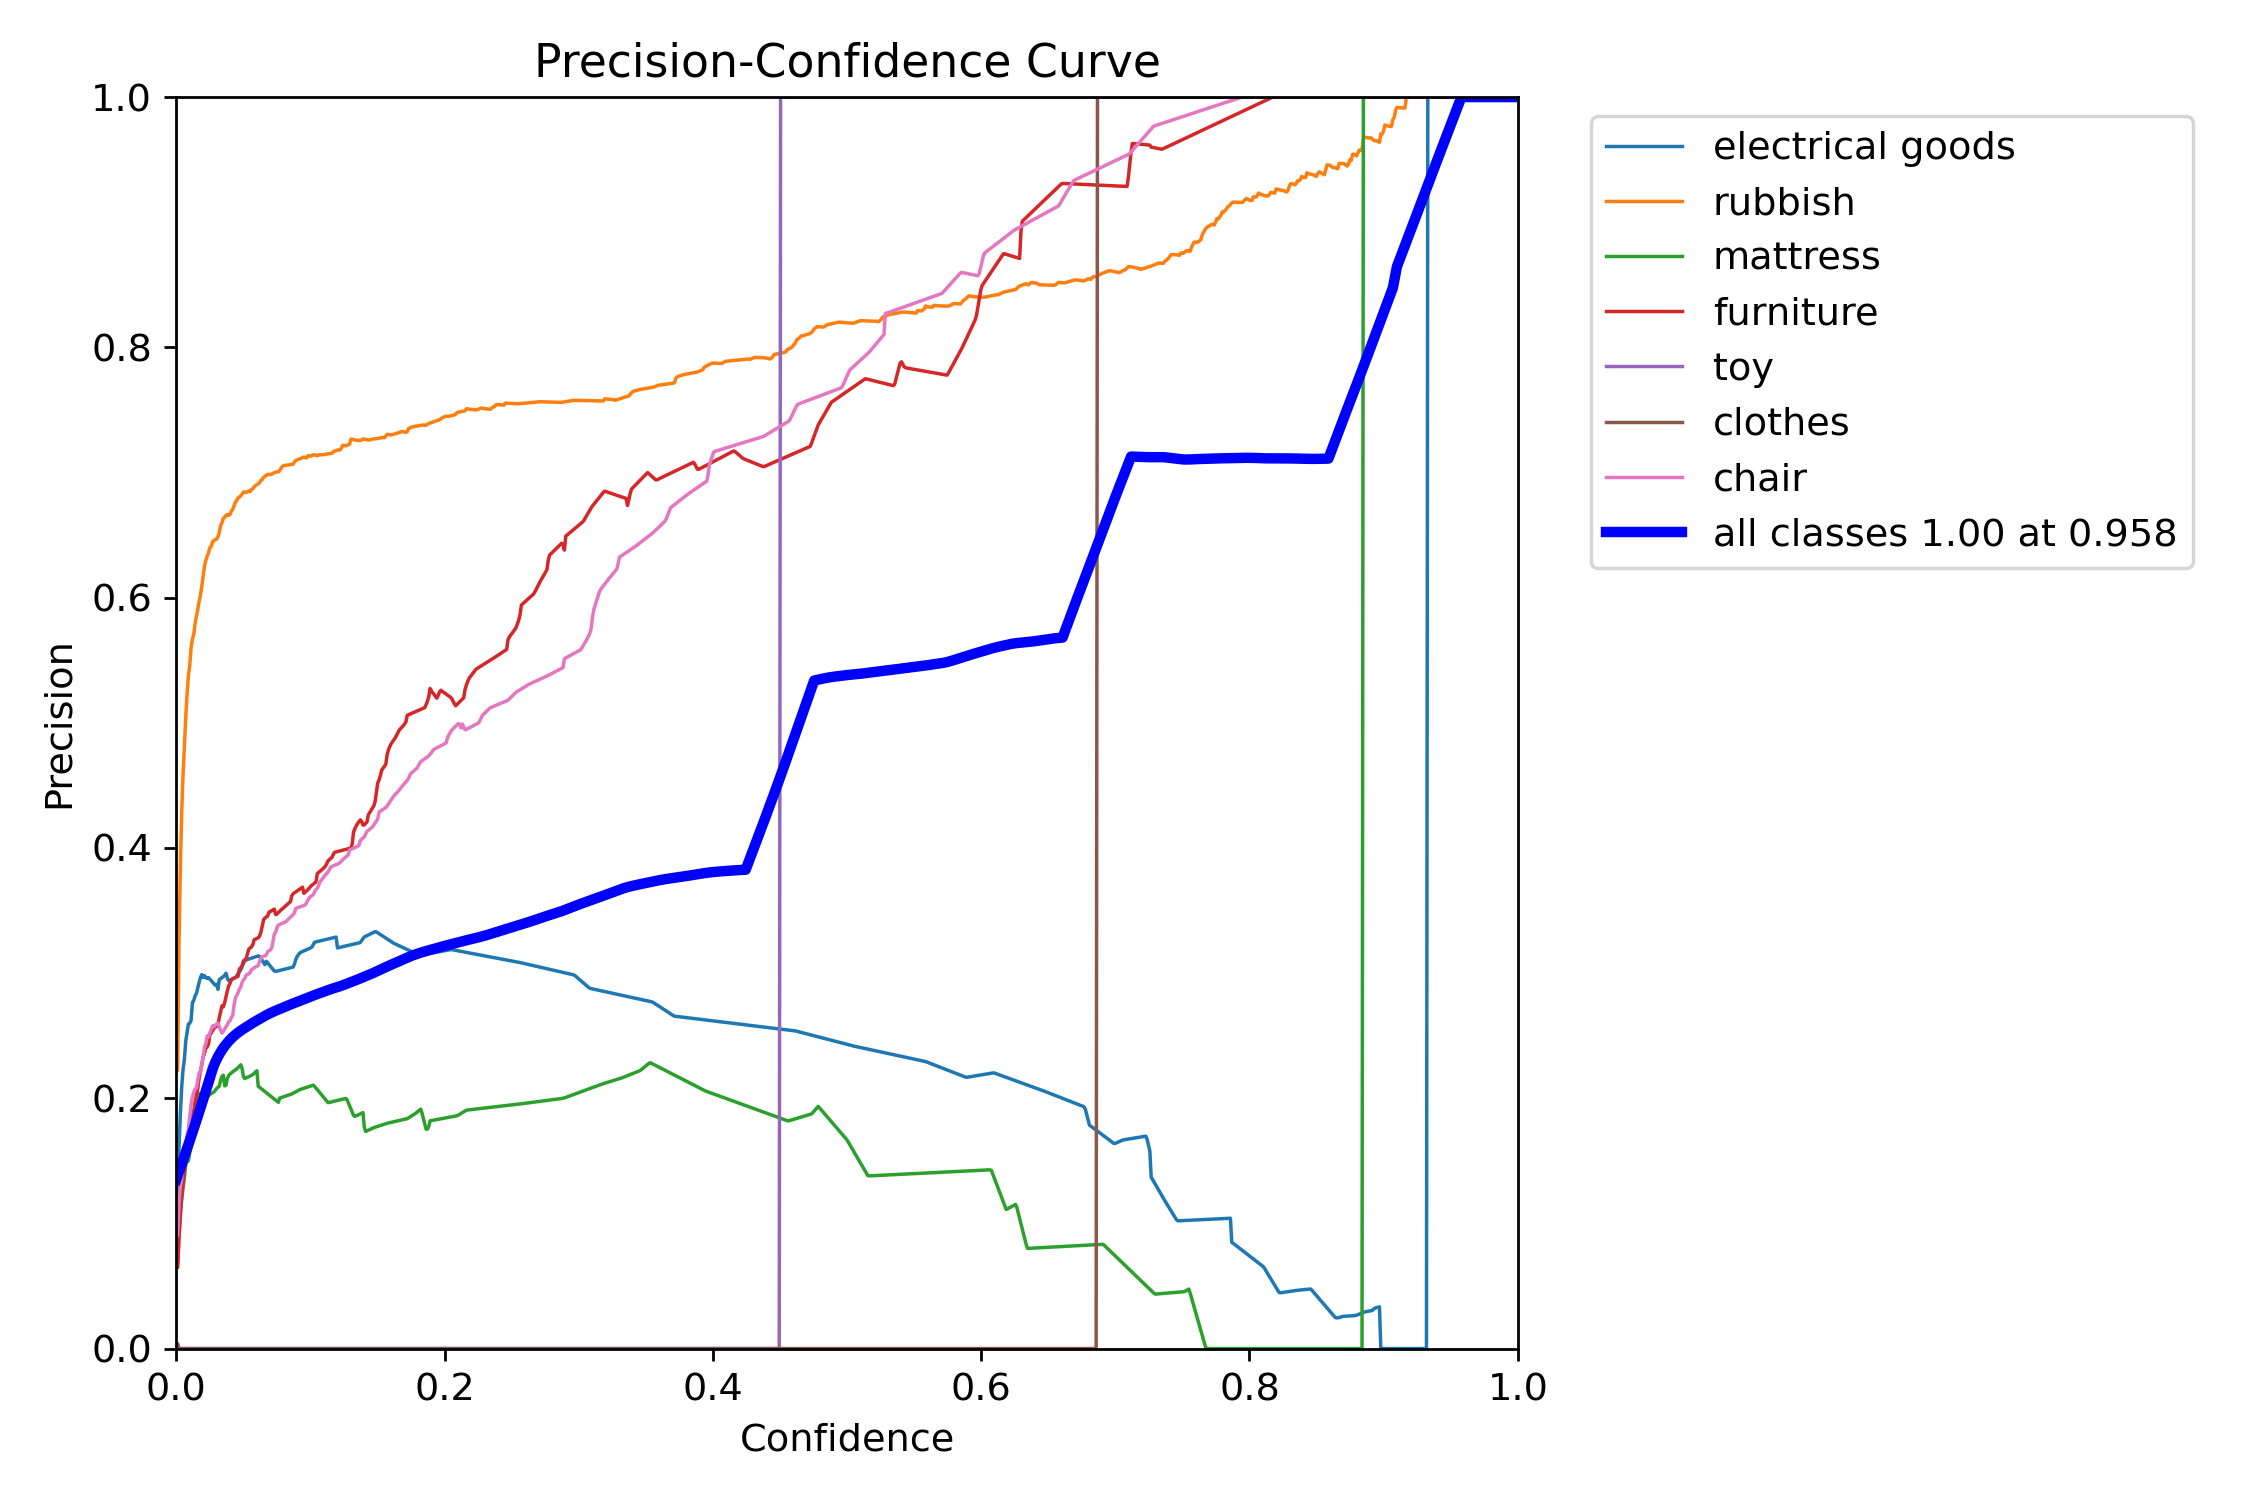 Precision-Confidence Curve
1.0
0.8
0.6
0.4
0.2
0.0
Precision
0.0 0.2 0.4 0.6 0.8 1.0
Confidence
electrical goods
rubbish
mattress
furniture
toy
clothes
chair
all classes 1.00 at 0.958